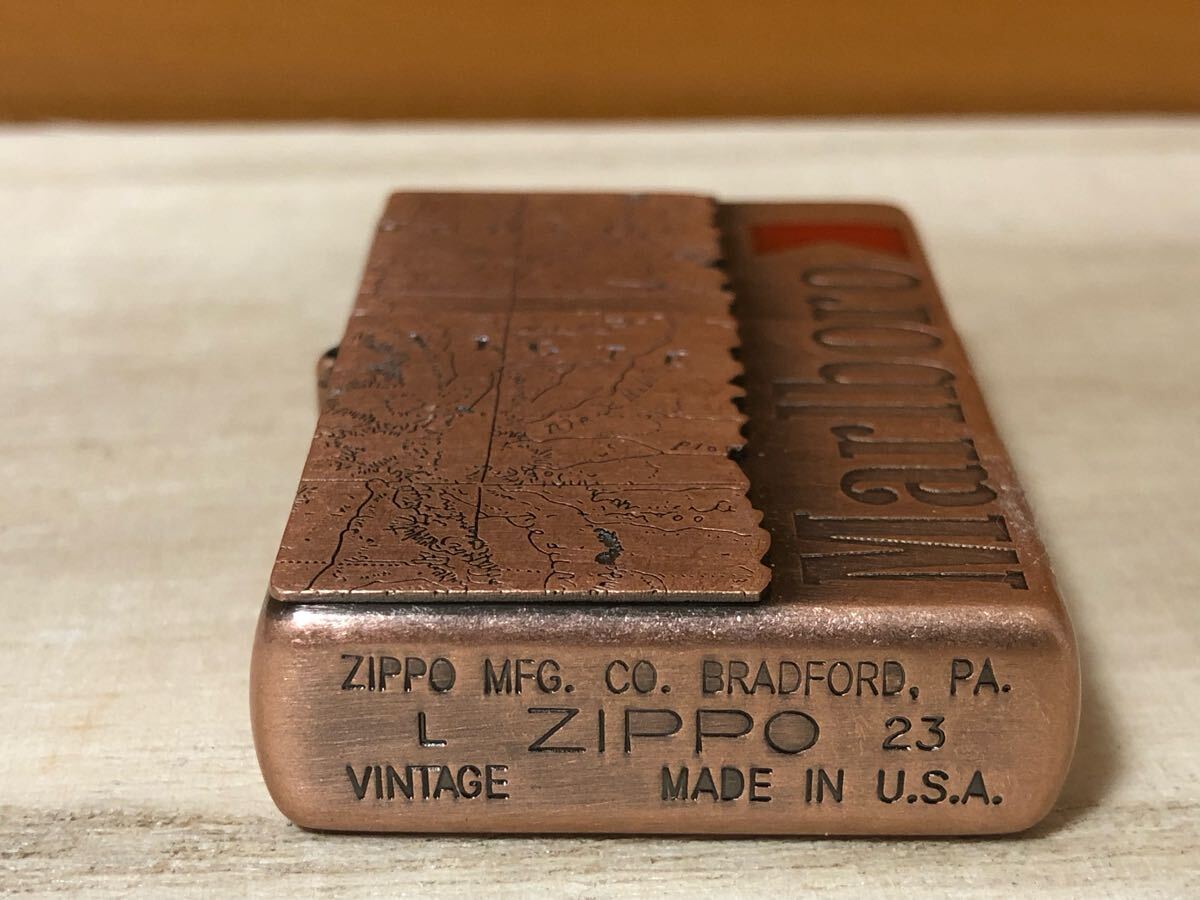 Marlboro
ZIPPO MFG. CO. BRADFORD, PA.
L ZIPPO 23
VINTAGE MADE IN U.S.A.